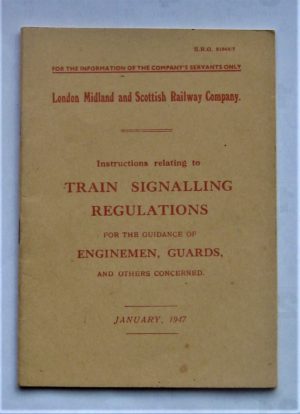 FOR THE INFORMATION OF THE COMPANY'S SERVANTS ONLY
London Midland and Scottish Railway Company.
Instructions relating to
TRAIN SIGNALLING
REGULATIONS
FOR THE GUIDANCE OF
ENGINEMEN, GUARDS,
AND OTHERS CONCERNED.
JANUARY, 1947